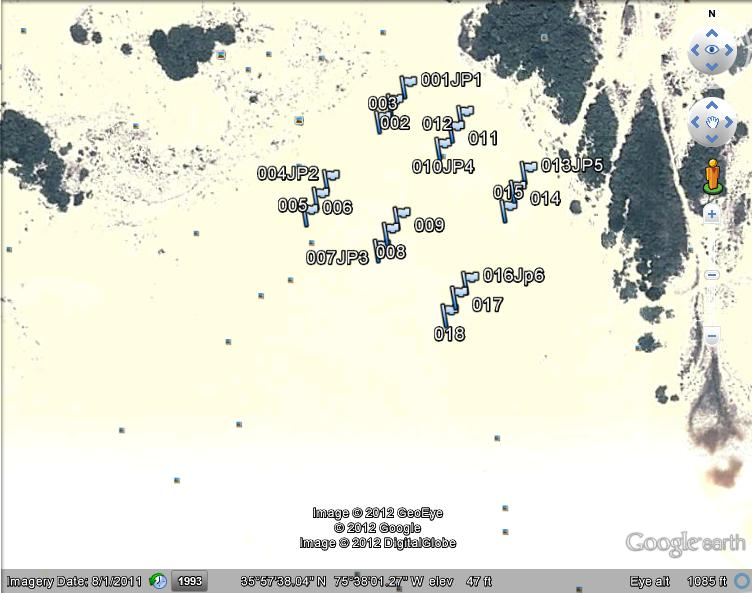 N
001JP1
003
002
012
011
010JP4
013JP5
004JP2
015
014
005
006
009
007JP3
008
016Jp6
017
018
Image © 2012 GeoEye
© 2012 Google
Image © 2012 DigitalGlobe
Google earth
Imagery Date: 8/1/2011 1993 35°57'38.04" N 75°38'01.27" W elev 47 ft Eye alt 1085 ft